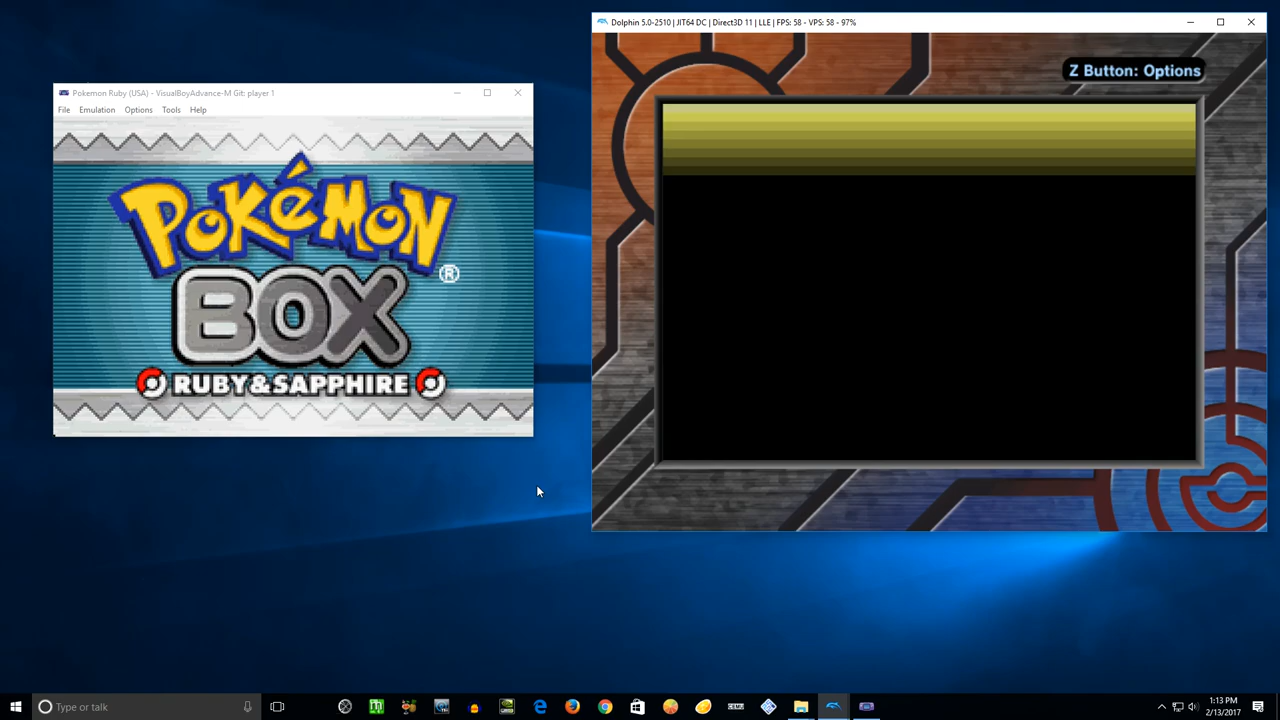 Dolphin 5.0-2510 | JIT64 DC | Direct3D 11 | LLE | FPS: 58 - VPS: 58 - 97%
Z Button: Options
Pokemon Ruby (USA) - VisualBoyAdvance-M Git: player 1
File Emulation Options Tools Help
POKéMON
®
BOX
RUBY&SAPPHIRE
Type or talk
1:13 PM
2/13/2017